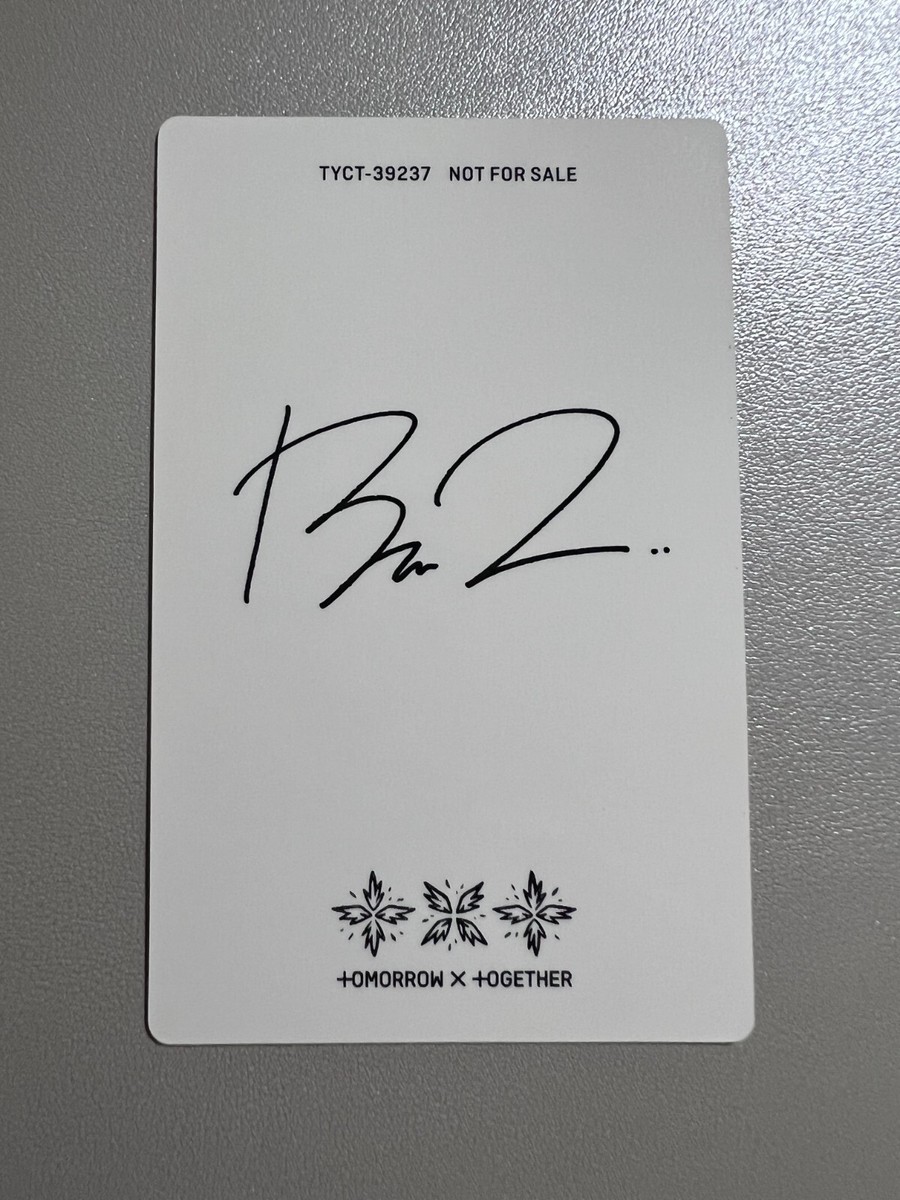 TYCT-39237 NOT FOR SALE
TOMORROW X TOGETHER